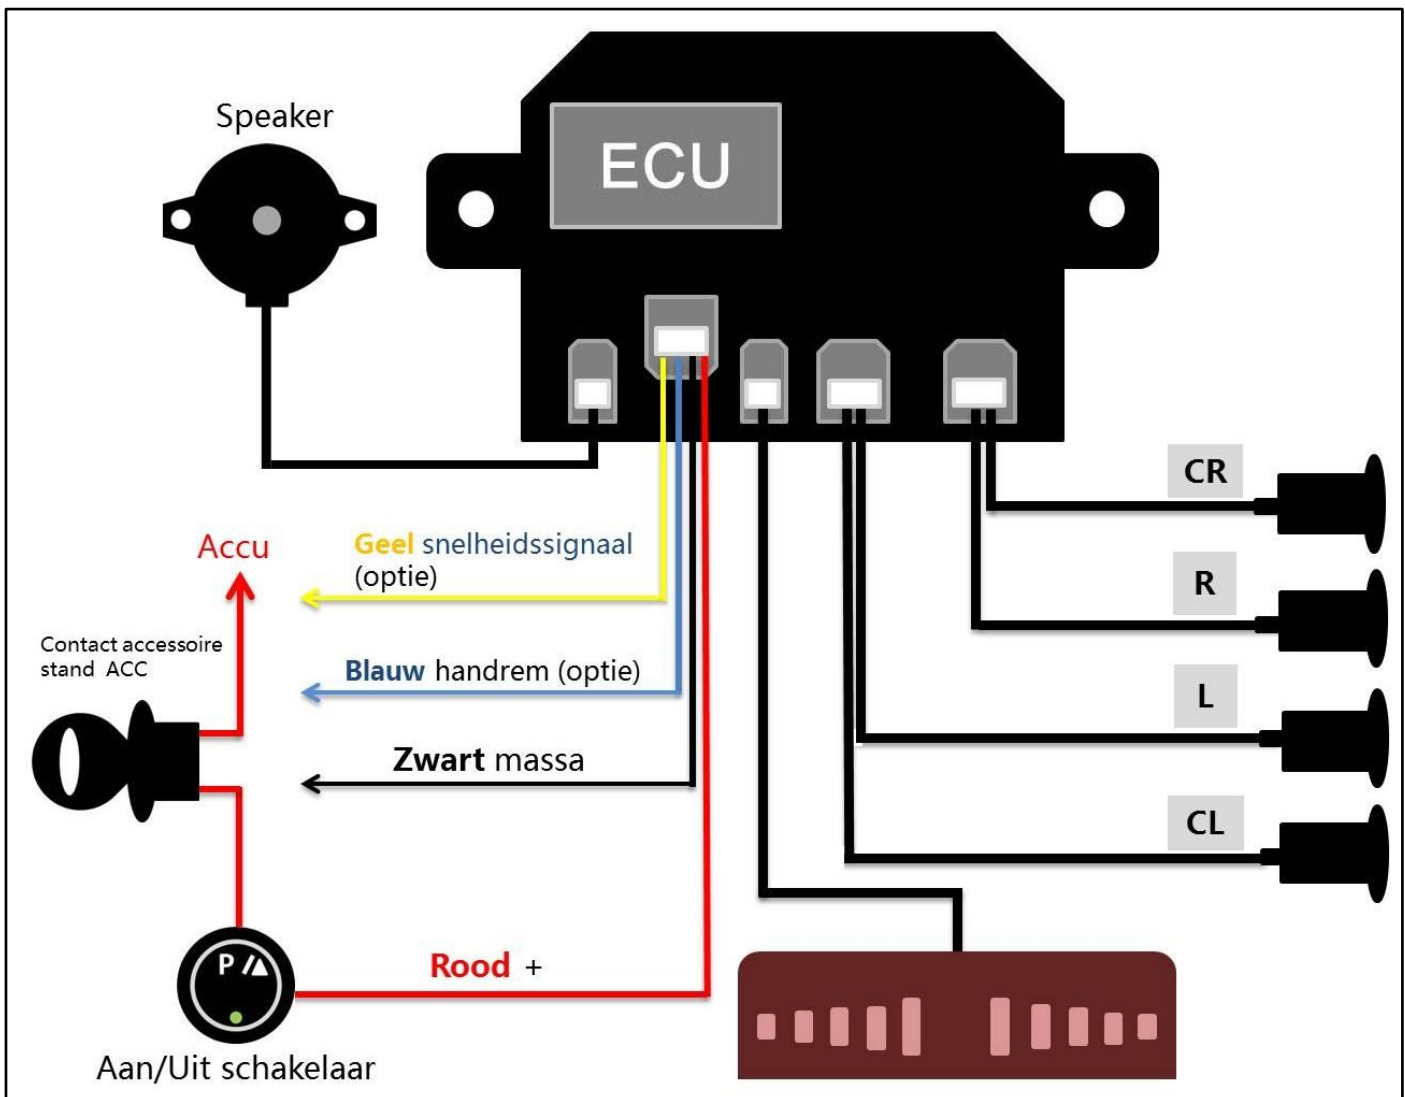 Speaker
ECU
CR
Geel snelheidssignaal
(optie)
Accu
R
Contact accessoire
stand ACC
Blauw handrem (optie)
L
Zwart massa
CL
P
Rood +
Aan/Uit schakelaar